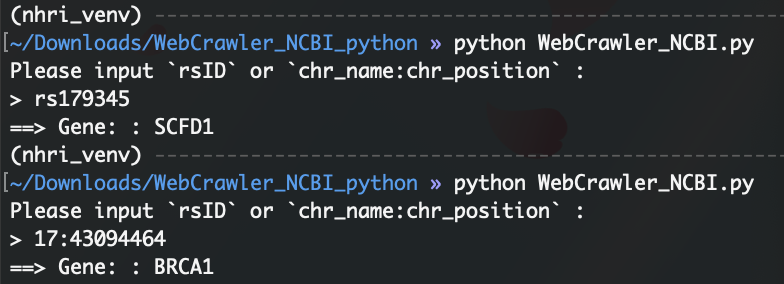 (nhri_venv) --------------------------------------------------
[~/Downloads/WebCrawler_NCBI_python » python WebCrawler_NCBI.py
Please input `rsID` or `chr_name:chr_position` :
> rs179345
==> Gene: : SCFD1
(nhri_venv) --------------------------------------------------
[~/Downloads/WebCrawler_NCBI_python » python WebCrawler_NCBI.py
Please input `rsID` or `chr_name:chr_position` :
> 17:43094464
==> Gene: : BRCA1